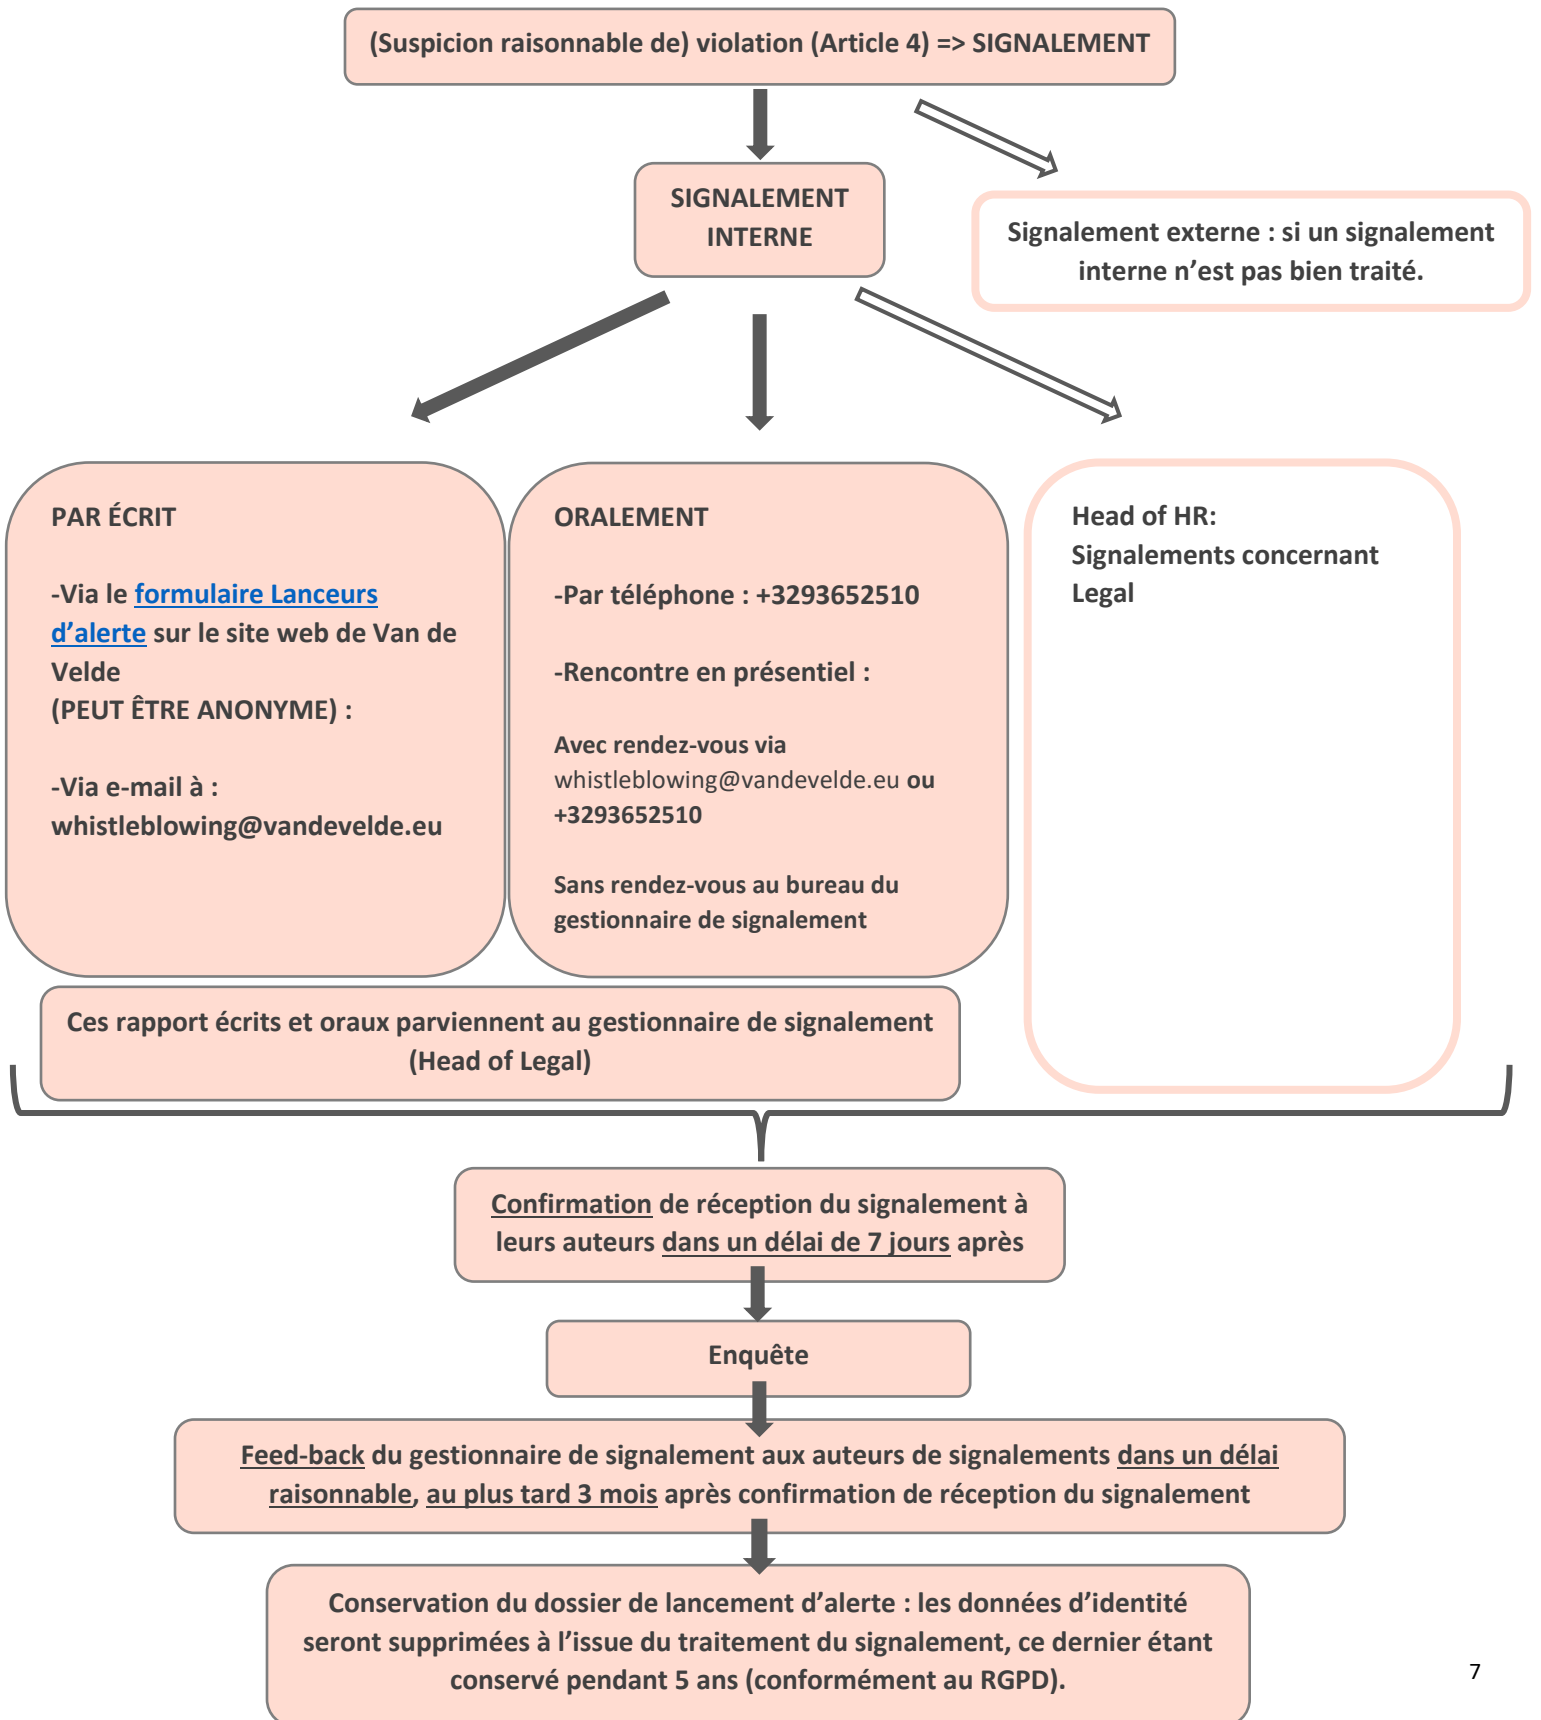 (Suspicion raisonnable de) violation (Article 4) => SIGNALEMENT
SIGNALEMENT
INTERNE
Signalement externe : si un signalement
interne n’est pas bien traité.
PAR ÉCRIT
-Via le formulaire Lanceurs
d’alerte sur le site web de Van de
Velde
(PEUT ÊTRE ANONYME) :
-Via e-mail à :
whistleblowing@vandevelde.eu
ORALEMENT
-Par téléphone : +3293652510
-Rencontre en présentiel :
Avec rendez-vous via
whistleblowing@vandevelde.eu ou
+3293652510
Sans rendez-vous au bureau du
gestionnaire de signalement
Head of HR:
Signalements concernant
Legal
Ces rapport écrits et oraux parviennent au gestionnaire de signalement
(Head of Legal)
Confirmation de réception du signalement à
leurs auteurs dans un délai de 7 jours après
Enquête
Feed-back du gestionnaire de signalement aux auteurs de signalements dans un délai
raisonnable, au plus tard 3 mois après confirmation de réception du signalement
Conservation du dossier de lancement d’alerte : les données d’identité
seront supprimées à l’issue du traitement du signalement, ce dernier étant
conservé pendant 5 ans (conformément au RGPD).
7